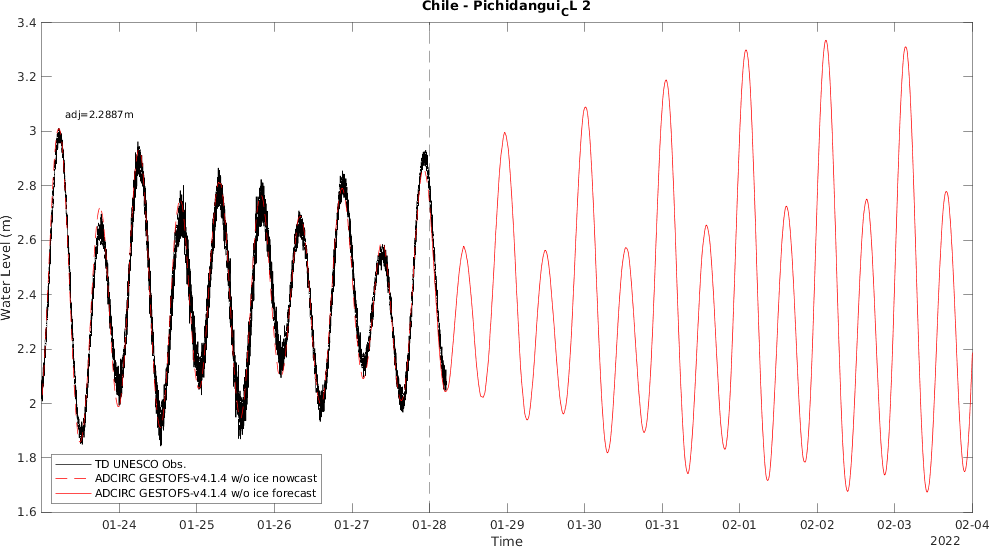 Chile - Pichidangui_CL 2
3.4
3.2
3
2.8
2.6
2.4
2.2
2
1.8
1.6
Water Level (m)
adj=2.2887m
TD UNESCO Obs.
ADCIRC GESTOFS-v4.1.4 w/o ice nowcast
ADCIRC GESTOFS-v4.1.4 w/o ice forecast
01-24 01-25 01-26 01-27 01-28 01-29 01-30 01-31 02-01 02-02 02-03 02-04
Time
2022